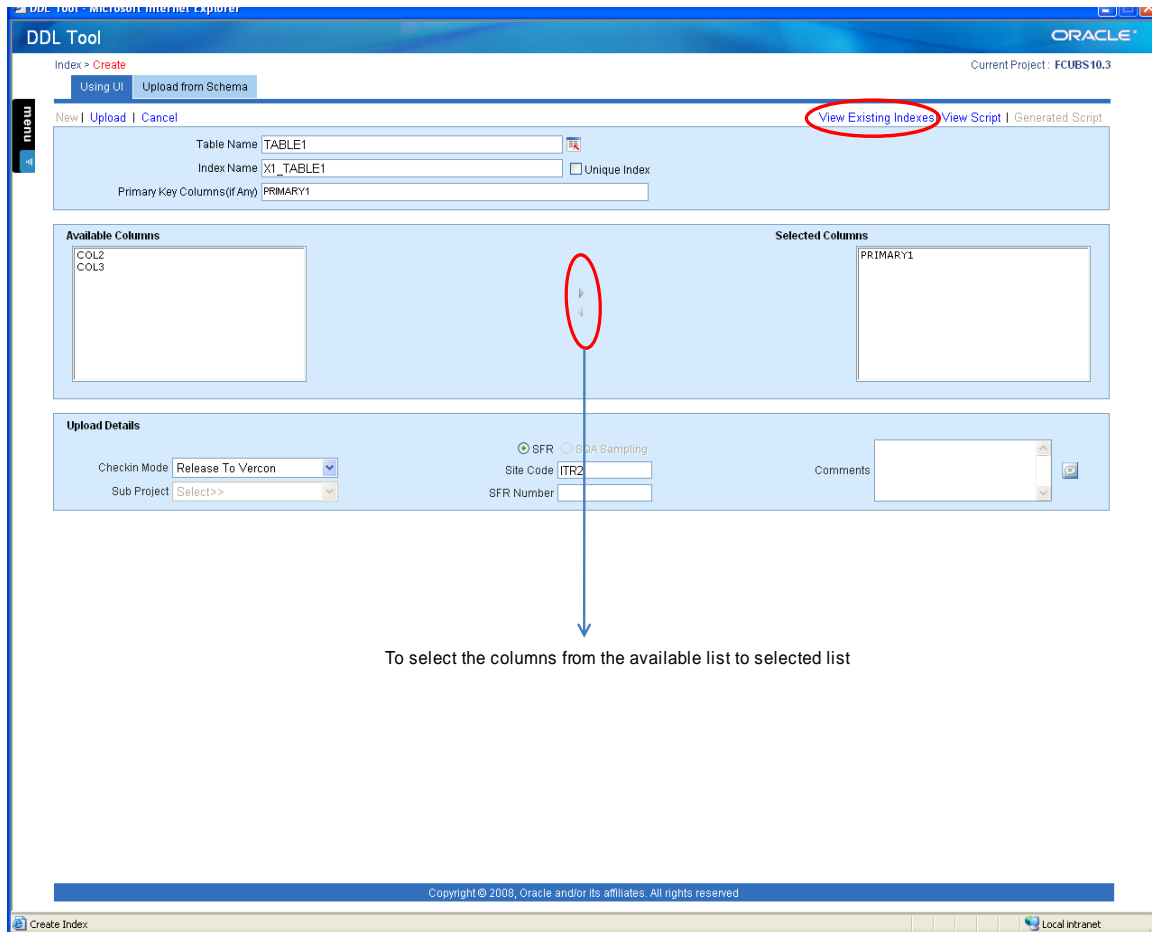 DDL Tool - Microsoft Internet Explorer
DDL Tool
ORACLE
Index > Create
Current Project : FCUBS10.3
Using UI
Upload from Schema
menu
New | Upload | Cancel
View Existing Indexes View Script | Generated Script
Table Name TABLE1
Index Name X1_TABLE1 Unique Index
Primary Key Columns(if Any) PRIMARY1
Available Columns
Selected Columns
COL2
COL3
PRIMARY1
Upload Details
SFR SQA Sampling
Checkin Mode Release To Vercon
Site Code ITR2
Comments
Sub Project Select>>
SFR Number
To select the columns from the available list to selected list
Copyright © 2008, Oracle and/or its affiliates. All rights reserved
Create Index
Local intranet